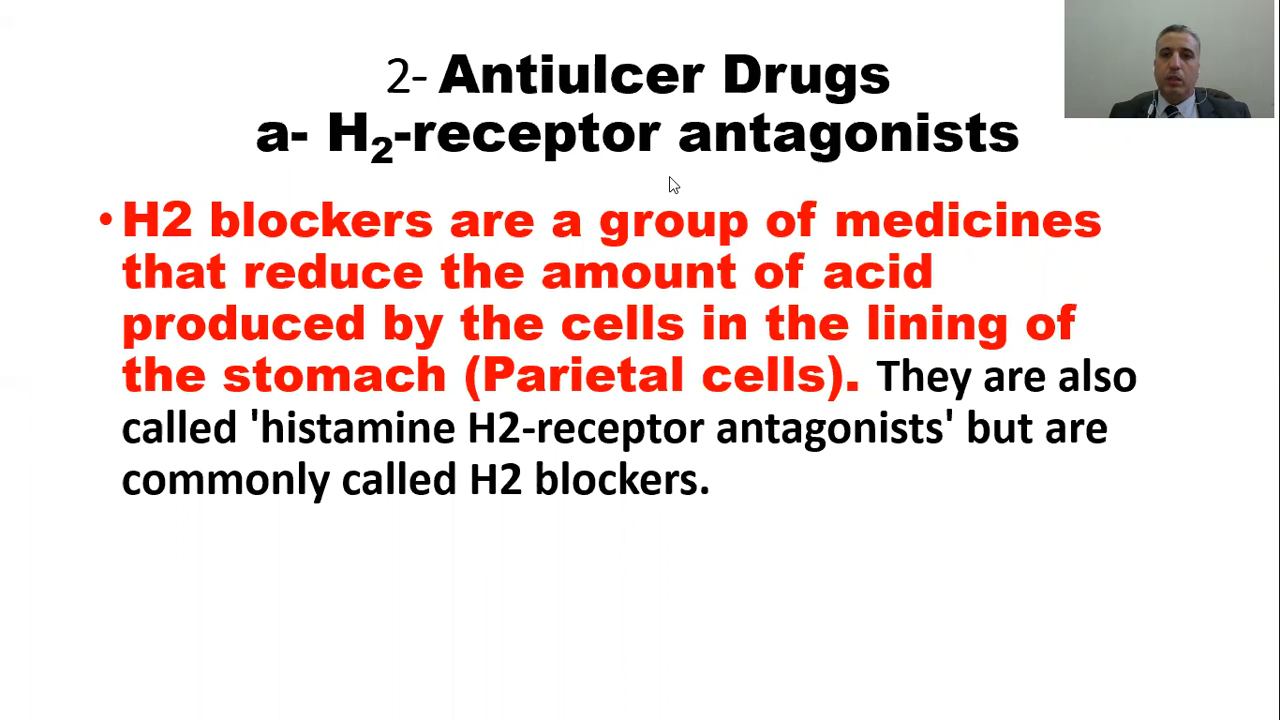 2- Antiulcer Drugs
a- H₂-receptor antagonists
•H2 blockers are a group of medicines
that reduce the amount of acid
produced by the cells in the lining of
the stomach (Parietal cells). They are also
called 'histamine H2-receptor antagonists' but are
commonly called H2 blockers.